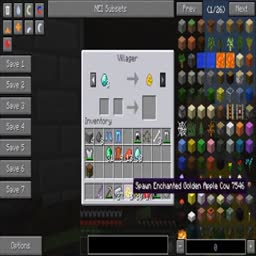 NEI Subsets
Prev
(1/26)
Next
Villager
Save 1
Save 2
Save 3
Save 4
Save 5
Save 6
Save 7
Inventory
Spawn Enchanted Golden Apple Cow 7546
Options
0